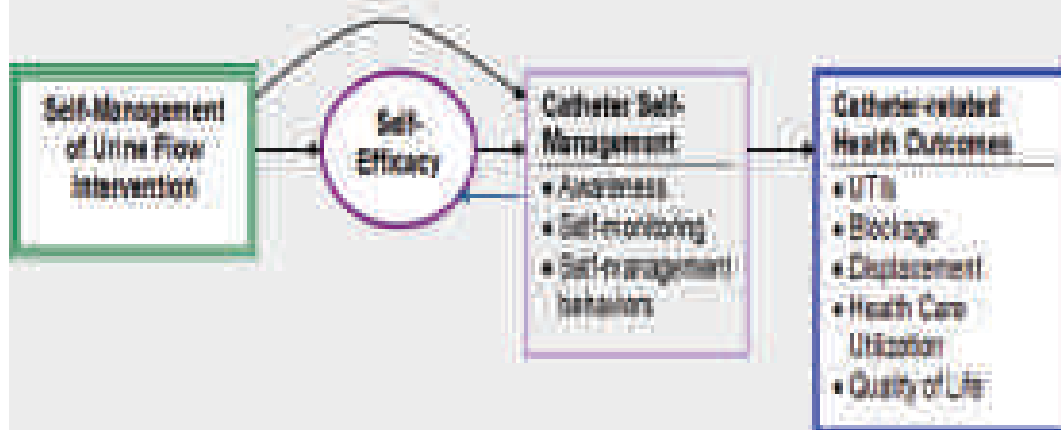 Self-Management
of Urine Flow
Intervention
Self-
Efficacy
Catheter Self-
Management
• Awareness
• Self-monitoring
• Self-management
behaviors
Catheter-related
Health Outcomes
• UTIs
• Blockage
• Displacement
• Health Care
Utilization
• Quality of Life